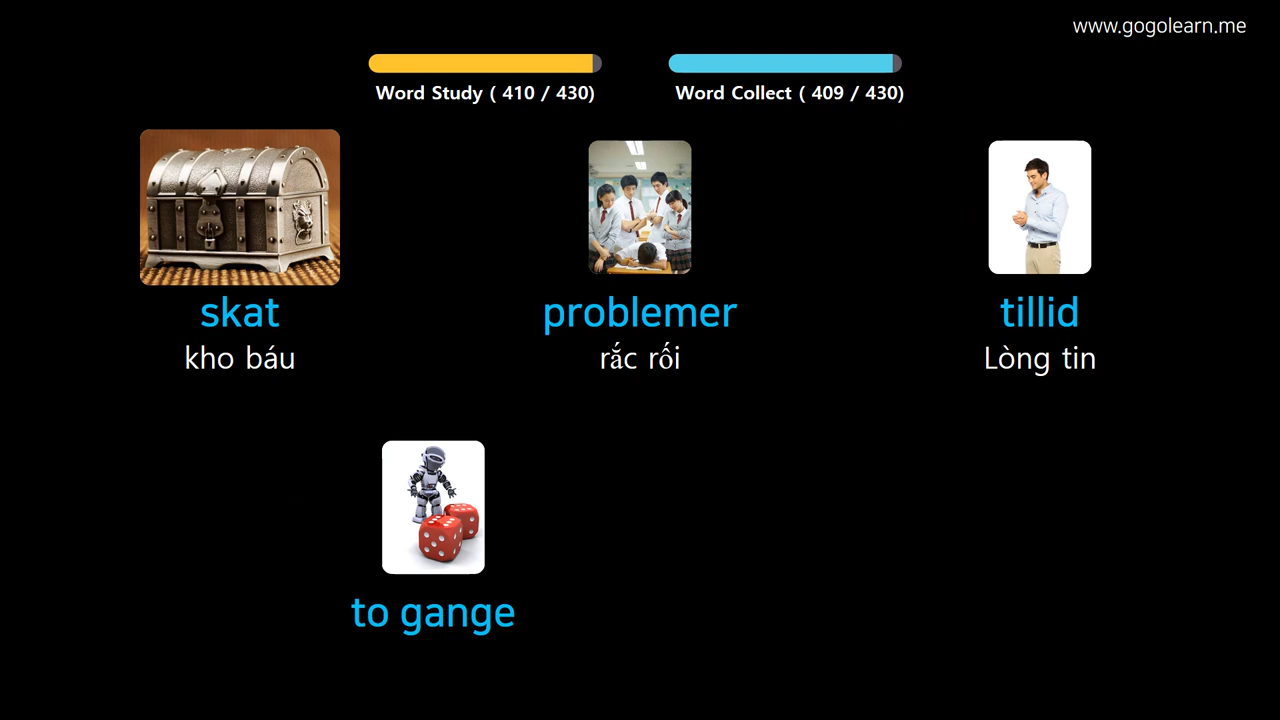 www.gogolearn.me
Word Study ( 410 / 430)
Word Collect ( 409 / 430)
skat
kho báu
problemer
rắc rối
tillid
Lòng tin
to gange